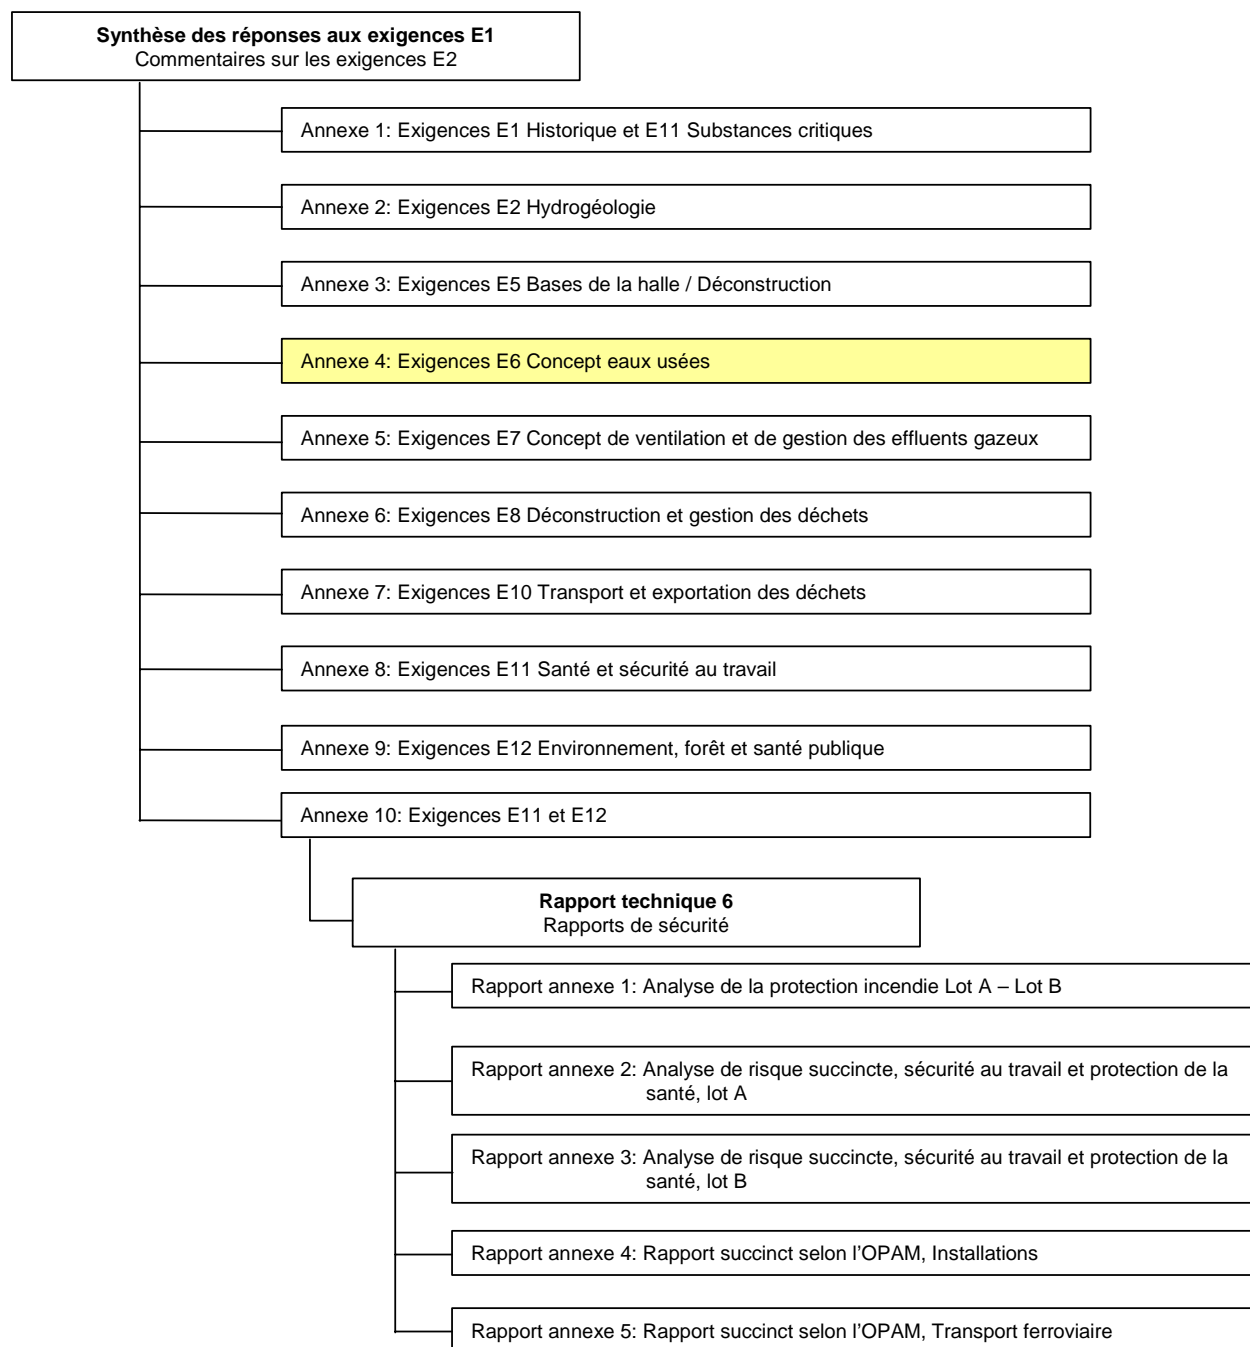 Synthèse des réponses aux exigences E1
Commentaires sur les exigences E2
Annexe 1: Exigences E1 Historique et E11 Substances critiques
Annexe 2: Exigences E2 Hydrogéologie
Annexe 3: Exigences E5 Bases de la halle / Déconstruction
Annexe 4: Exigences E6 Concept eaux usées
Annexe 5: Exigences E7 Concept de ventilation et de gestion des effluents gazeux
Annexe 6: Exigences E8 Déconstruction et gestion des déchets
Annexe 7: Exigences E10 Transport et exportation des déchets
Annexe 8: Exigences E11 Santé et sécurité au travail
Annexe 9: Exigences E12 Environnement, forêt et santé publique
Annexe 10: Exigences E11 et E12
Rapport technique 6
Rapports de sécurité
Rapport annexe 1: Analyse de la protection incendie Lot A – Lot B
Rapport annexe 2: Analyse de risque succincte, sécurité au travail et protection de la
santé, lot A
Rapport annexe 3: Analyse de risque succincte, sécurité au travail et protection de la
santé, lot B
Rapport annexe 4: Rapport succinct selon l’OPAM, Installations
Rapport annexe 5: Rapport succinct selon l’OPAM, Transport ferroviaire